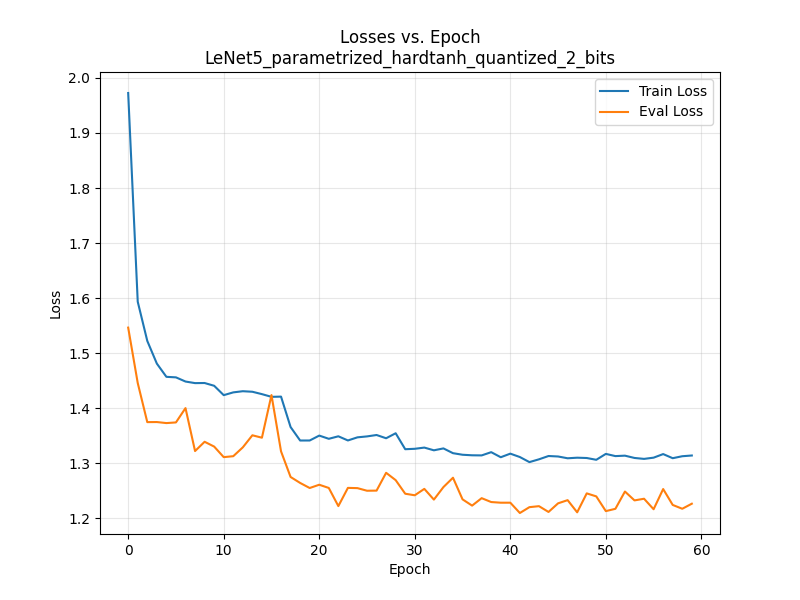 Losses vs. Epoch
LeNet5_parametrized_hardtanh_quantized_2_bits
Train Loss
Eval Loss
2.0
1.9
1.8
1.7
1.6
1.5
1.4
1.3
1.2
Loss
0 10 20 30 40 50 60
Epoch